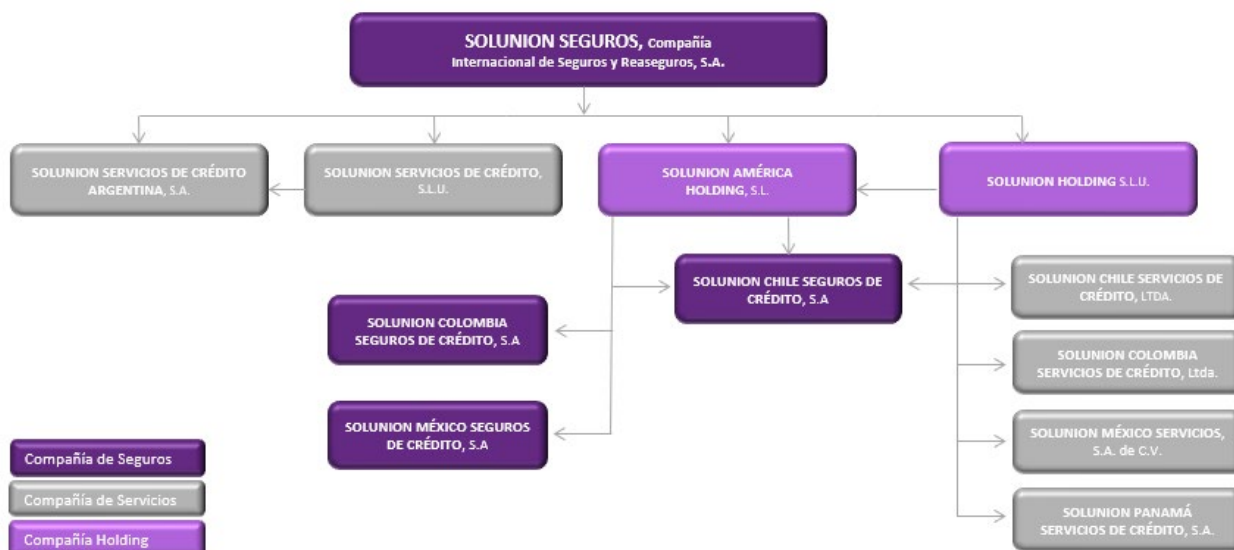 SOLUNION SEGUROS, Compañía
Internacional de Seguros y Reaseguros, S.A.
SOLUNION SERVICIOS DE CRÉDITO
ARGENTINA, S.A.
SOLUNION SERVICIOS DE CRÉDITO,
S.L.U.
SOLUNION AMÉRICA
HOLDING, S.L.
SOLUNION HOLDING S.L.U.
SOLUNION CHILE SEGUROS DE
CRÉDITO, S.A
SOLUNION CHILE SERVICIOS DE
CRÉDITO, LTDA.
SOLUNION COLOMBIA
SEGUROS DE CRÉDITO, S.A
SOLUNION COLOMBIA
SERVICIOS DE CRÉDITO, Ltda.
SOLUNION MÉXICO SEGUROS
DE CRÉDITO, S.A
SOLUNION MÉXICO SERVICIOS,
S.A. de C.V.
SOLUNION PANAMÁ
SERVICIOS DE CRÉDITO, S.A.
Compañía de Seguros
Compañía de Servicios
Compañía Holding